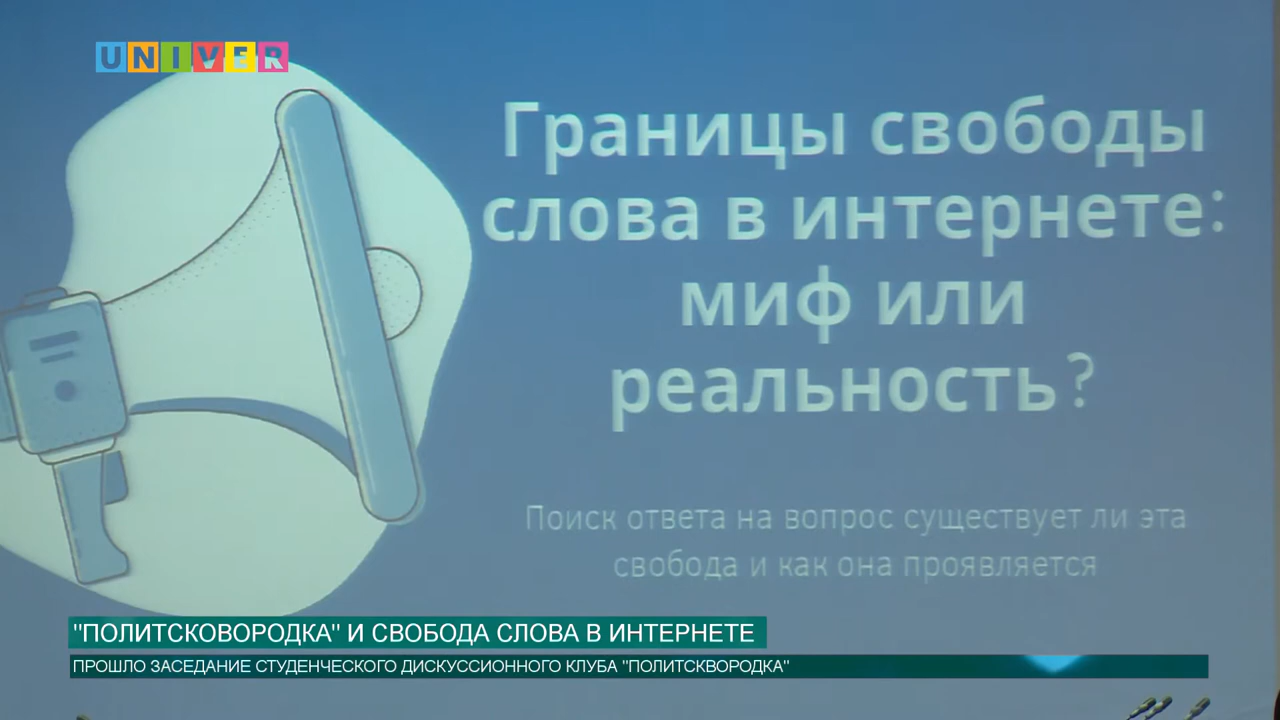 UNIVER
Границы свободы
слова в интернете:
миф или
реальность?
Поиск ответа на вопрос существует ли эта
свобода и как она проявляется
"ПОЛИТСКОВОРОДКА" И СВОБОДА СЛОВА В ИНТЕРНЕТЕ
ПРОШЛО ЗАСЕДАНИЕ СТУДЕНЧЕСКОГО ДИСКУССИОННОГО КЛУБА "ПОЛИТСКВОРОДКА"